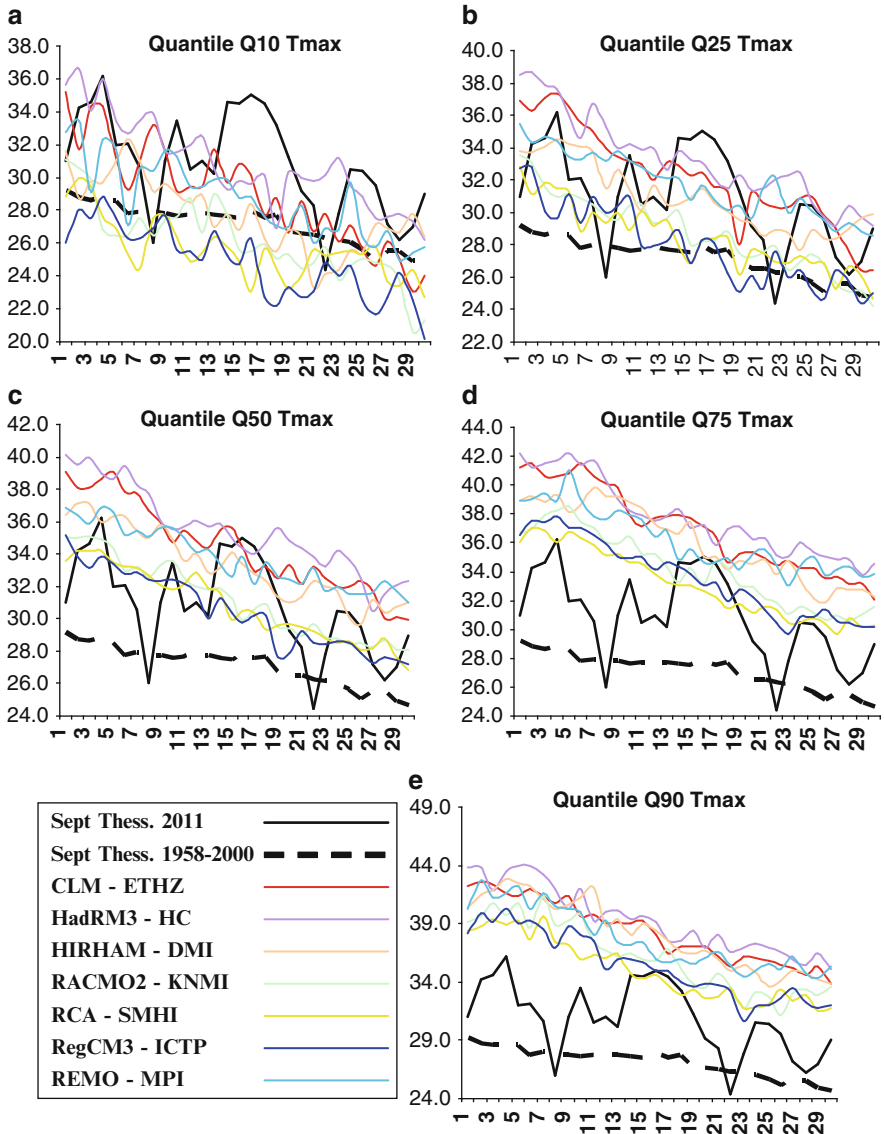 a
Quantile Q10 Tmax
38.0
36.0
34.0
32.0
30.0
28.0
26.0
24.0
22.0
20.0
1 3 5 7 9 11 13 15 17 19 21 23 25 27 29
b
Quantile Q25 Tmax
40.0
38.0
36.0
34.0
32.0
30.0
28.0
26.0
24.0
22.0
1 3 5 7 9 11 13 15 17 19 21 23 25 27 29
c
Quantile Q50 Tmax
42.0
40.0
38.0
36.0
34.0
32.0
30.0
28.0
26.0
24.0
1 3 5 7 9 11 13 15 17 19 21 23 25 27 29
d
Quantile Q75 Tmax
44.0
42.0
40.0
38.0
36.0
34.0
32.0
30.0
28.0
26.0
24.0
1 3 5 7 9 11 13 15 17 19 21 23 25 27 29
Sept Thess. 2011
Sept Thess. 1958-2000
CLM - ETHZ
HadRM3 - HC
HIRHAM - DMI
RACMO2 - KNMI
RCA - SMHI
RegCM3 - ICTP
REMO - MPI
e
Quantile Q90 Tmax
49.0
44.0
39.0
34.0
29.0
24.0
1 3 5 7 9 11 13 15 17 19 21 23 25 27 29